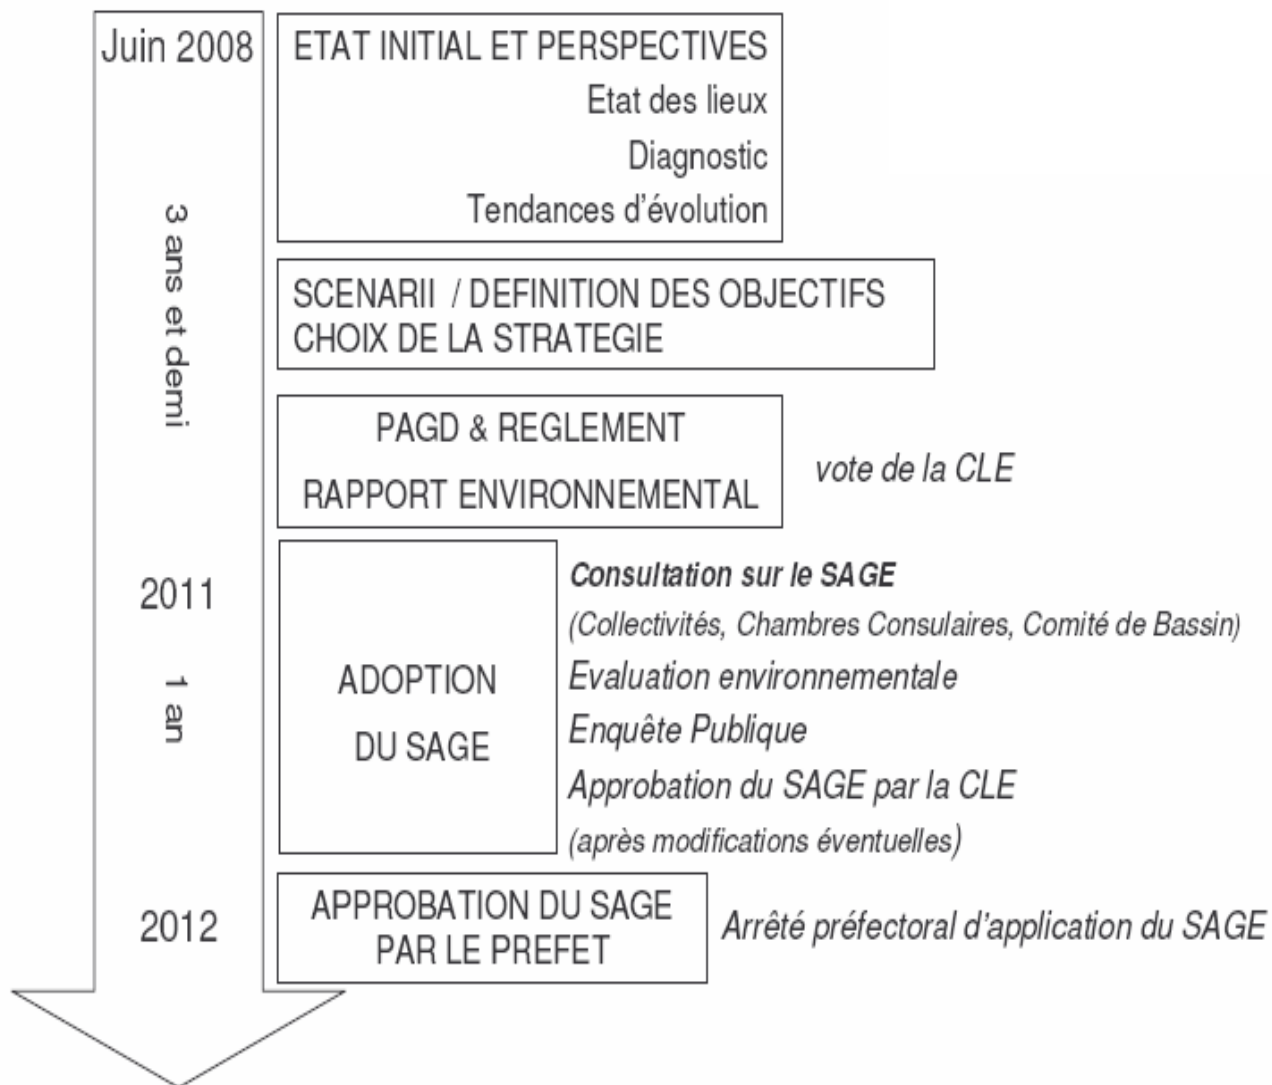 Juin 2008
ETAT INITIAL ET PERSPECTIVES
Etat des lieux
Diagnostic
Tendances d'évolution
3 ans et demi
SCENARII / DEFINITION DES OBJECTIFS
CHOIX DE LA STRATEGIE
PAGD & REGLEMENT
RAPPORT ENVIRONNEMENTAL
vote de la CLE
2011
1 an
ADOPTION
DU SAGE
Consultation sur le SAGE
(Collectivités, Chambres Consulaires, Comité de Bassin)
Evaluation environnementale
Enquête Publique
Approbation du SAGE par la CLE
(après modifications éventuelles)
2012
APPROBATION DU SAGE
PAR LE PREFET
Arrêté préfectoral d'application du SAGE